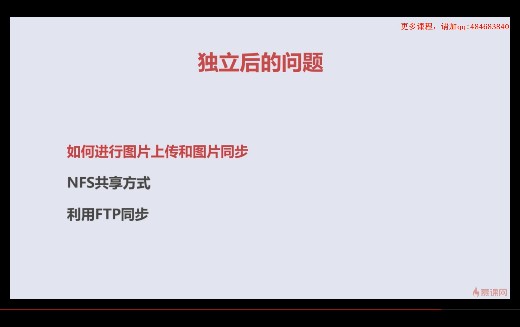 更多课程，请加qq:484683840
独立后的问题
如何进行图片上传和图片同步
NFS共享方式
利用FTP同步
慕课网